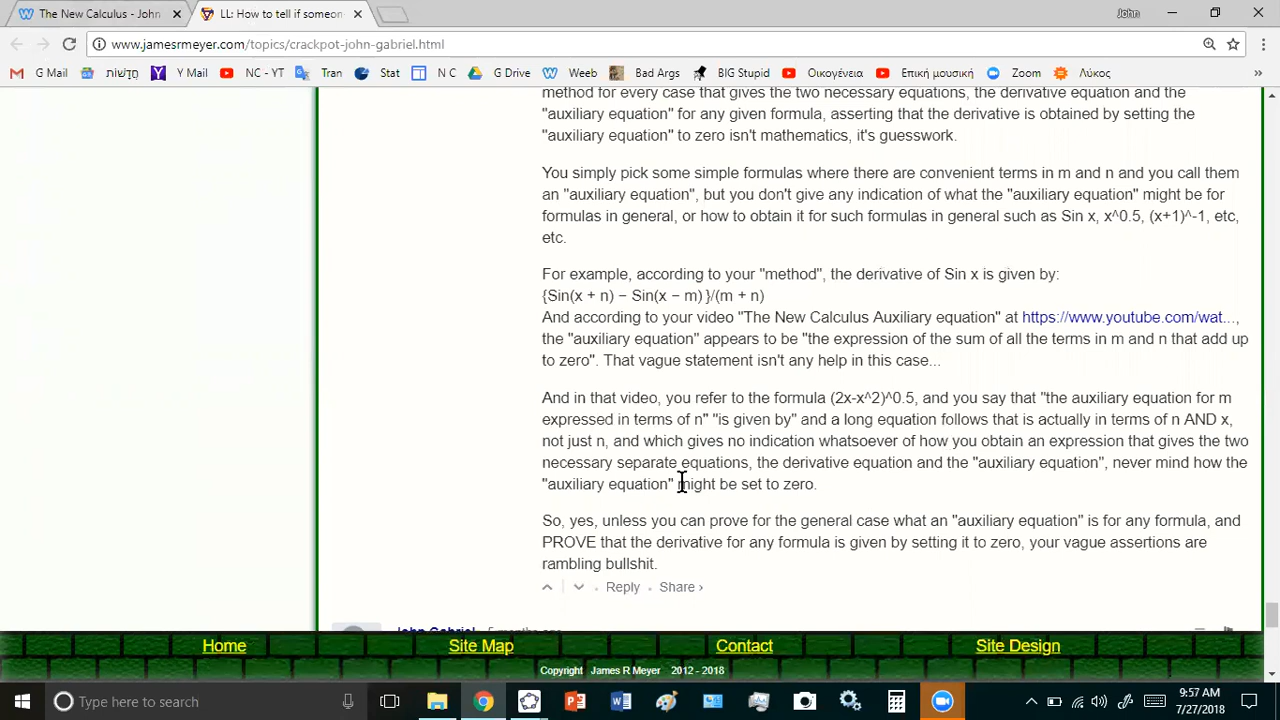 The New Calculus - John
LL: How to tell if someon
John
www.jamesrmeyer.com/topics/crackpot-john-gabriel.html
G Mail
חדשות
Y Mail
NC - YT
Tran
Stat
N C
G Drive
Weeb
Bad Args
BIG Stupid
Οικογένεια
Επική μουσική
Zoom
Λύκος
»
method for every case that gives the two necessary equations, the derivative equation and the
"auxiliary equation" for any given formula, asserting that the derivative is obtained by setting the
"auxiliary equation" to zero isn't mathematics, it's guesswork.
You simply pick some simple formulas where there are convenient terms in m and n and you call them
an "auxiliary equation", but you don't give any indication of what the "auxiliary equation" might be for
formulas in general, or how to obtain it for such formulas in general such as Sin x, x^0.5, (x+1)^-1, etc,
etc.
For example, according to your "method", the derivative of Sin x is given by:
{Sin(x + n) − Sin(x − m) }/(m + n)
And according to your video "The New Calculus Auxiliary equation" at https://www.youtube.com/wat...,
the "auxiliary equation" appears to be "the expression of the sum of all the terms in m and n that add up
to zero". That vague statement isn't any help in this case...
And in that video, you refer to the formula (2x-x^2)^0.5, and you say that "the auxiliary equation for m
expressed in terms of n" "is given by" and a long equation follows that is actually in terms of n AND x,
not just n, and which gives no indication whatsoever of how you obtain an expression that gives the two
necessary separate equations, the derivative equation and the "auxiliary equation", never mind how the
"auxiliary equation" might be set to zero.
So, yes, unless you can prove for the general case what an "auxiliary equation" is for any formula, and
PROVE that the derivative for any formula is given by setting it to zero, your vague assertions are
rambling bullshit.
Reply
Share ›
John Gabriel 5 months ago
Home
Site Map
Contact
Site Design
Copyright James R Meyer 2012 - 2018
Type here to search
9:57 AM
7/27/2018